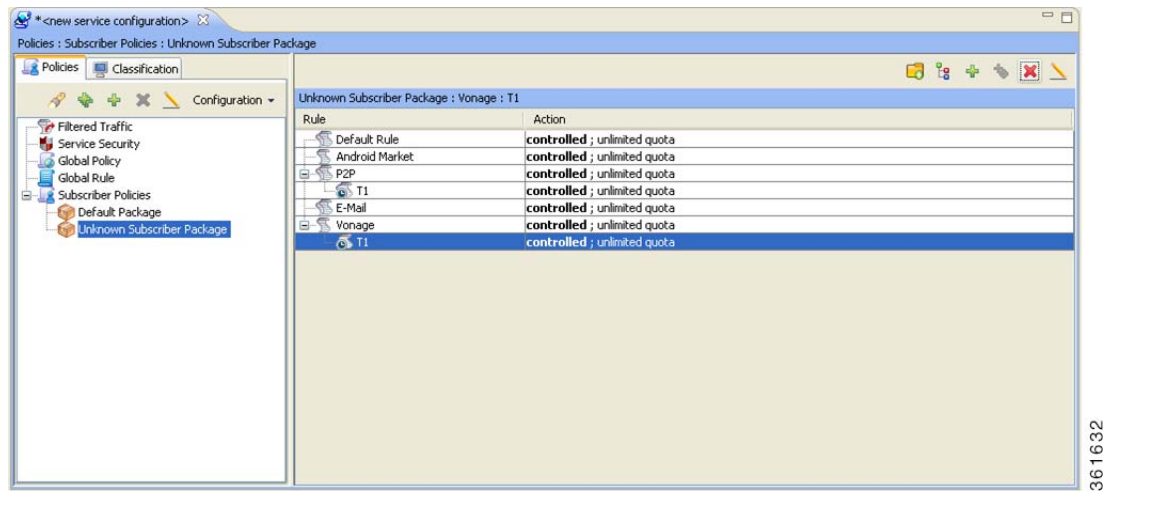 *<new service configuration>
Policies : Subscriber Policies : Unknown Subscriber Package
Policies
Classification
Configuration
Filtered Traffic
Service Security
Global Policy
Global Rule
Subscriber Policies
Default Package
Unknown Subscriber Package
Unknown Subscriber Package : Vonage : T1
Rule Action
Default Rule controlled ; unlimited quota
Android Market controlled ; unlimited quota
P2P controlled ; unlimited quota
T1 controlled ; unlimited quota
E-Mail controlled ; unlimited quota
Vonage controlled ; unlimited quota
T1 controlled ; unlimited quota
361632